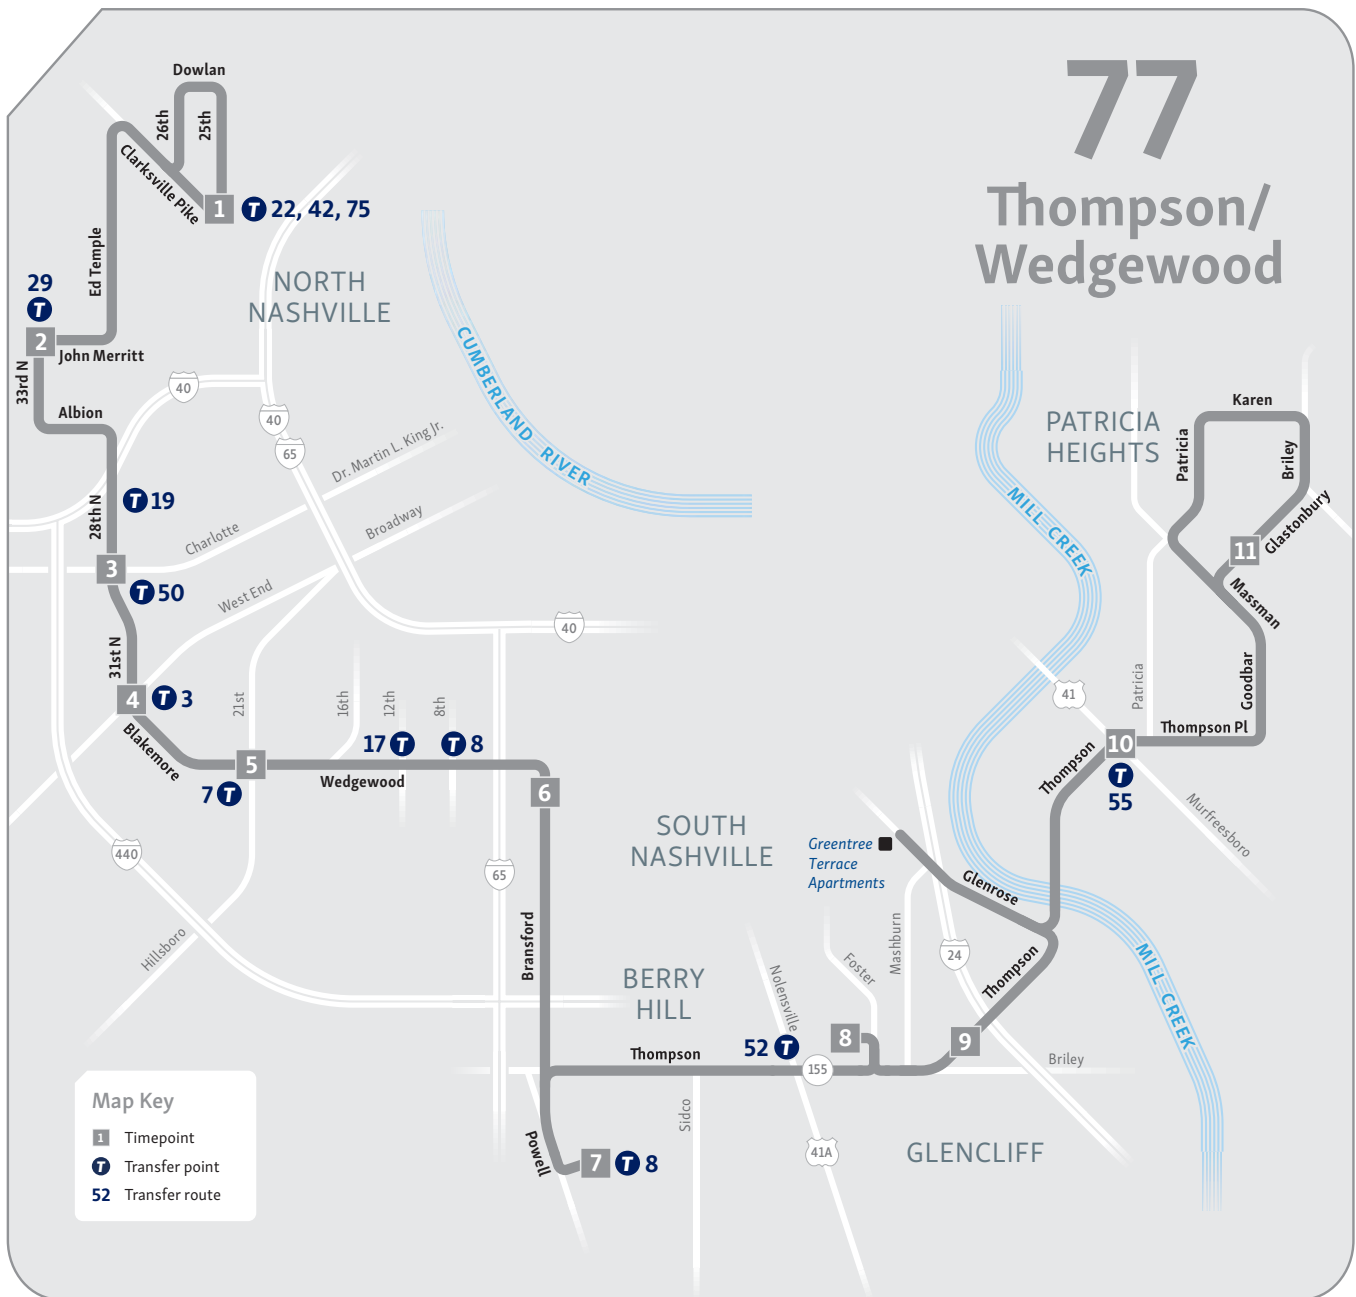 77
Thompson/
Wedgewood
Dowlan
26th
25th
Clarksville Pike
1
T
22, 42, 75
Ed Temple
NORTH
NASHVILLE
29
T
2
John Merritt
33rd N
Albion
40
40
65
CUMBERLAND RIVER
Dr. Martin L. King Jr.
28th N
T
19
Charlotte
Broadway
3
T
50
West End
40
31st N
4
T
3
Blakemore
21st
16th
12th
8th
17
T
T
8
5
7
T
Wedgewood
6
440
65
Hillsboro
Bransford
SOUTH
NASHVILLE
BERRY
HILL
Greentree
Terrace
Apartments
Glenrose
Mashburn
Foster
Nolensville
24
Thompson
52
T
8
9
Thompson
155
Briley
Sidco
Powell
7
T
8
41A
GLENCLIFF
MILL CREEK
MILL CREEK
PATRICIA
HEIGHTS
Karen
Patricia
Briley
Glastonbury
11
Massman
Goodbar
Patricia
41
10
Thompson Pl
T
55
Thompson
Murfreesboro
Map Key
1
Timepoint
T
Transfer point
52
Transfer route